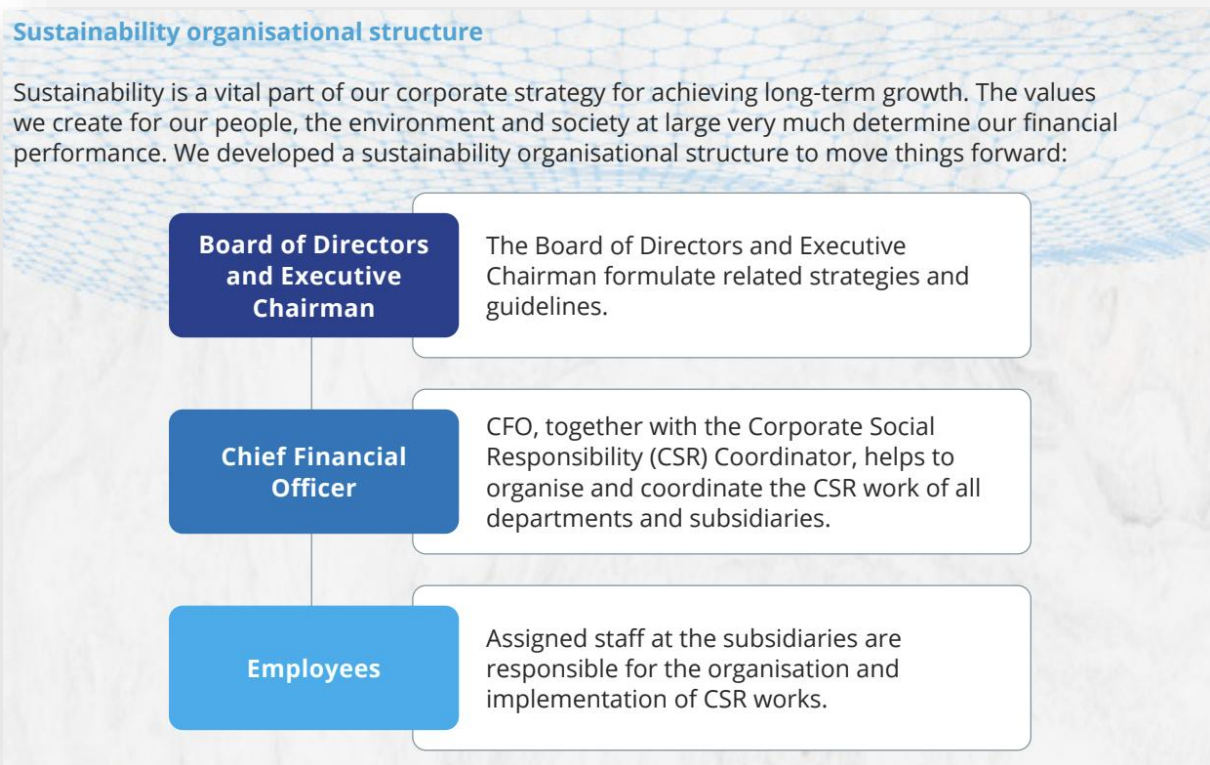 Sustainability organisational structure
Sustainability is a vital part of our corporate strategy for achieving long-term growth. The values
we create for our people, the environment and society at large very much determine our financial
performance. We developed a sustainability organisational structure to move things forward:
Board of Directors
and Executive
Chairman
The Board of Directors and Executive
Chairman formulate related strategies and
guidelines.
Chief Financial
Officer
CFO, together with the Corporate Social
Responsibility (CSR) Coordinator, helps to
organise and coordinate the CSR work of all
departments and subsidiaries.
Employees
Assigned staff at the subsidiaries are
responsible for the organisation and
implementation of CSR works.